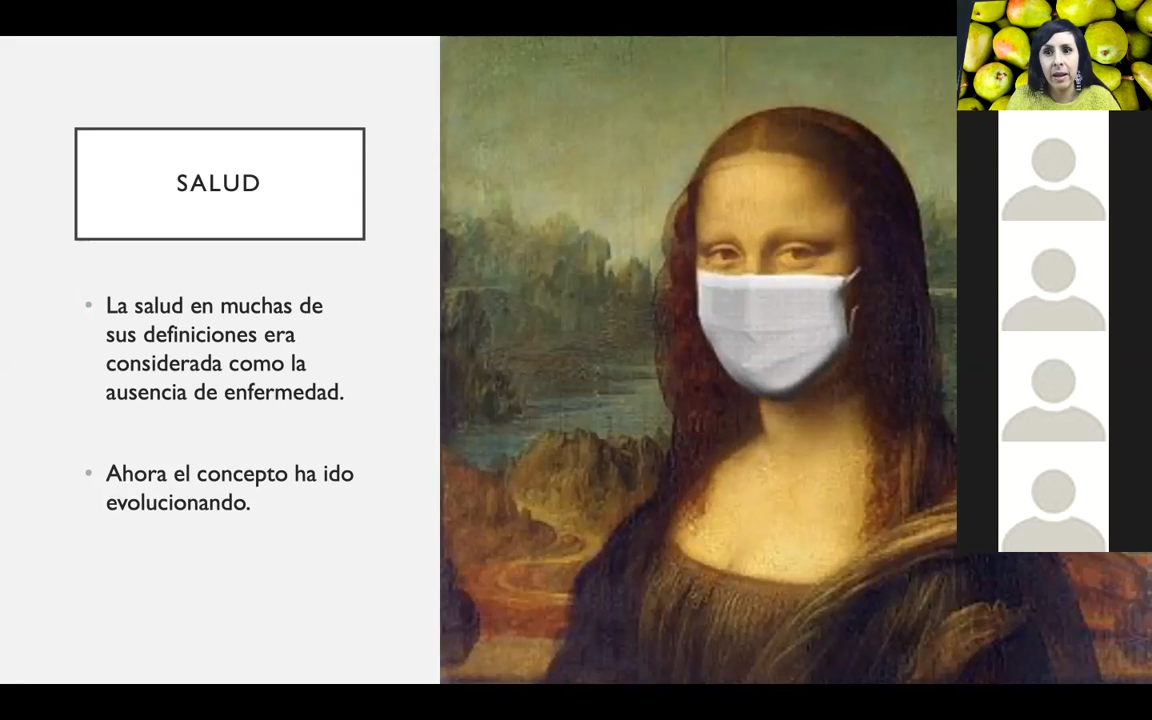 SALUD
La salud en muchas de
sus definiciones era
considerada como la
ausencia de enfermedad.
Ahora el concepto ha ido
evolucionando.